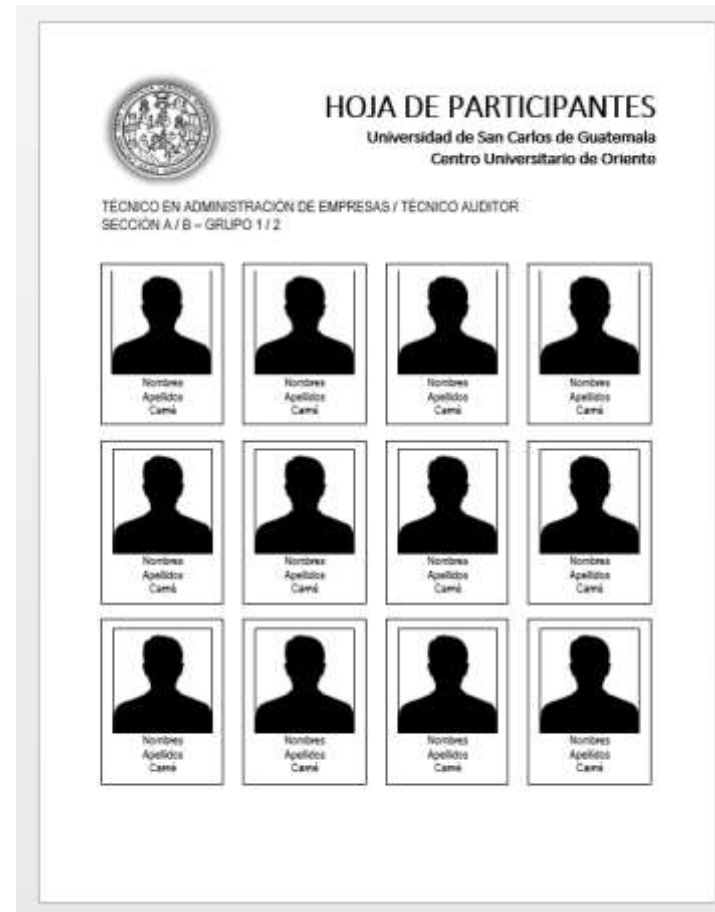 HOJA DE PARTICIPANTES
Universidad de San Carlos de Guatemala
Centro Universitario de Oriente
TÉCNICO EN ADMINISTRACIÓN DE EMPRESAS / TÉCNICO AUDITOR
SECCIÓN A / B – GRUPO 1 / 2
Nombres Nombres Nombres Nombres
Apellidos Apellidos Apellidos Apellidos
Carné Carné Carné Carné
Nombres Nombres Nombres Nombres
Apellidos Apellidos Apellidos Apellidos
Carné Carné Carné Carné
Nombres Nombres Nombres Nombres
Apellidos Apellidos Apellidos Apellidos
Carné Carné Carné Carné